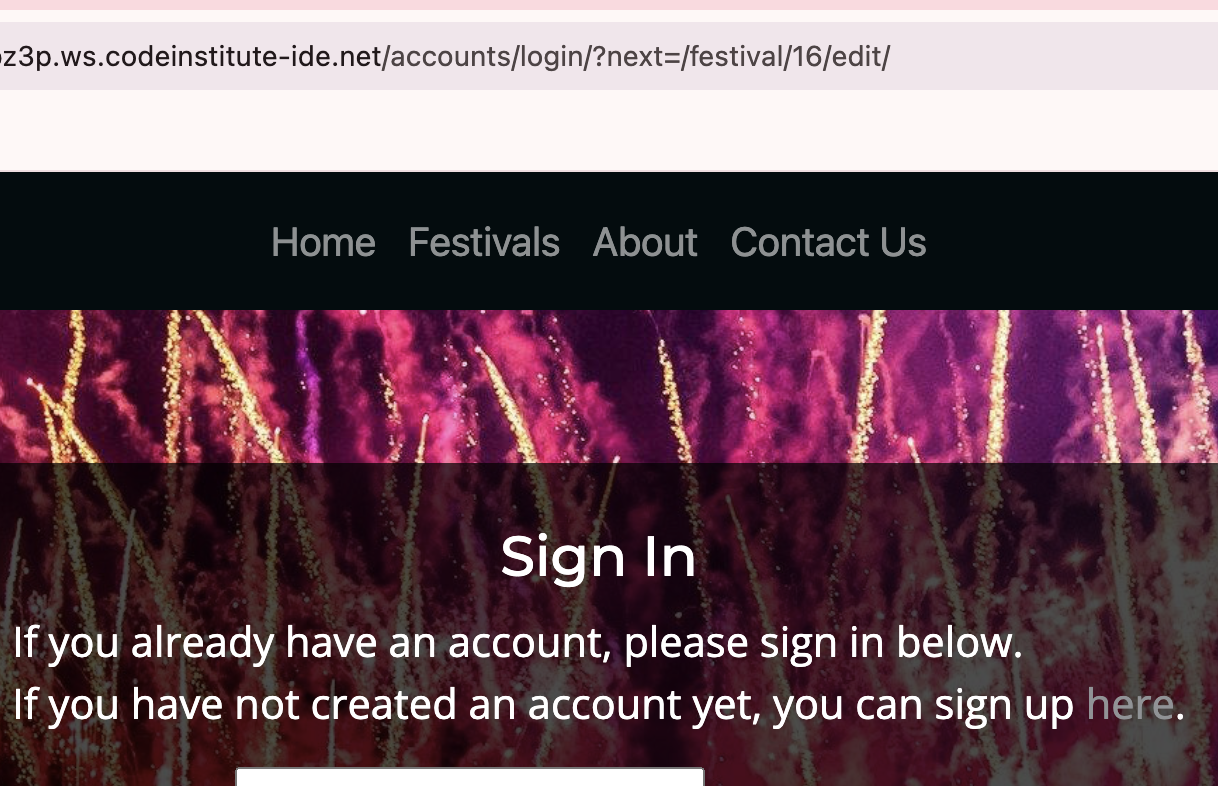 z3p.ws.codeinstitute-ide.net/accounts/login/?next=/festival/16/edit/
Home Festivals About Contact Us
Sign In
If you already have an account, please sign in below.
If you have not created an account yet, you can sign up here.